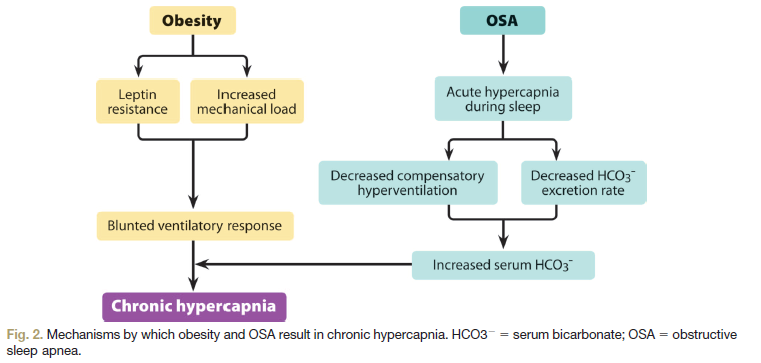 Obesity
OSA
Leptin
resistance
Increased
mechanical load
Acute hypercapnia
during sleep
Decreased compensatory
hyperventilation
Decreased HCO3⁻
excretion rate
Blunted ventilatory response
Increased serum HCO3⁻
Chronic hypercapnia
Fig. 2. Mechanisms by which obesity and OSA result in chronic hypercapnia. HCO3⁻ = serum bicarbonate; OSA = obstructive
sleep apnea.